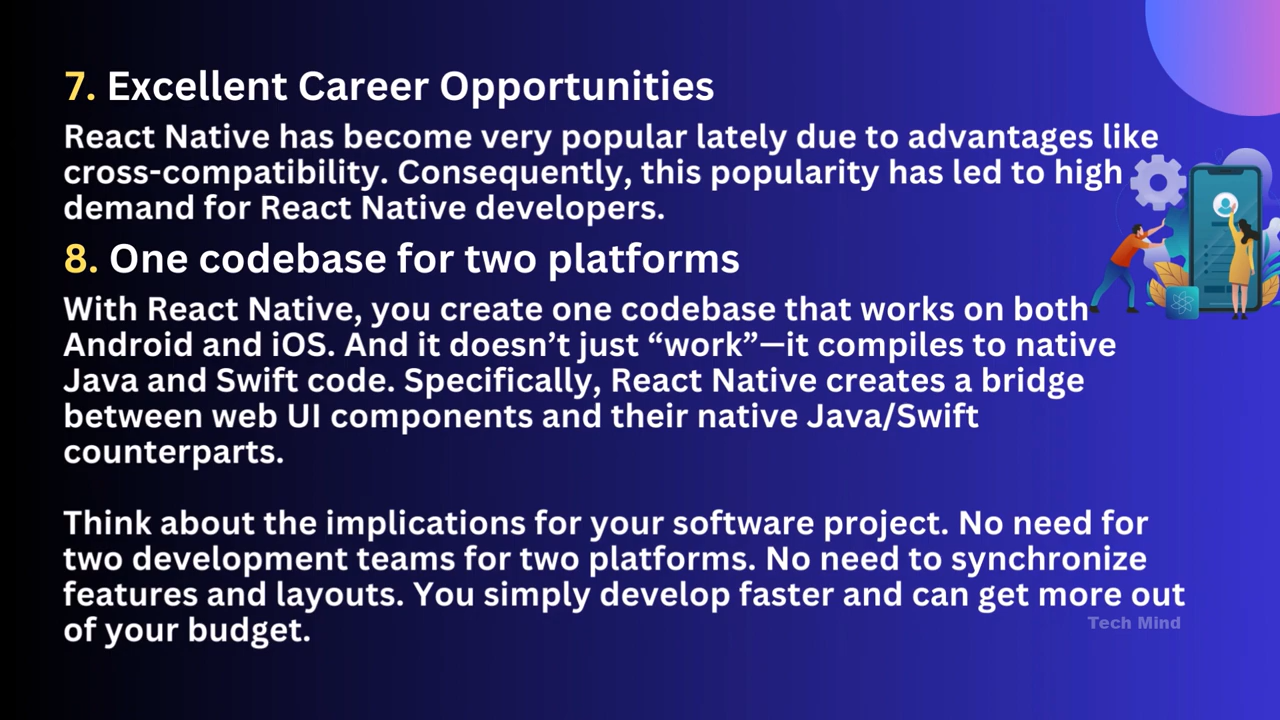 7. Excellent Career Opportunities
React Native has become very popular lately due to advantages like
cross-compatibility. Consequently, this popularity has led to high
demand for React Native developers.
8. One codebase for two platforms
With React Native, you create one codebase that works on both
Android and iOS. And it doesn’t just “work”—it compiles to native
Java and Swift code. Specifically, React Native creates a bridge
between web UI components and their native Java/Swift
counterparts.
Think about the implications for your software project. No need for
two development teams for two platforms. No need to synchronize
features and layouts. You simply develop faster and can get more out
of your budget.
Tech Mind